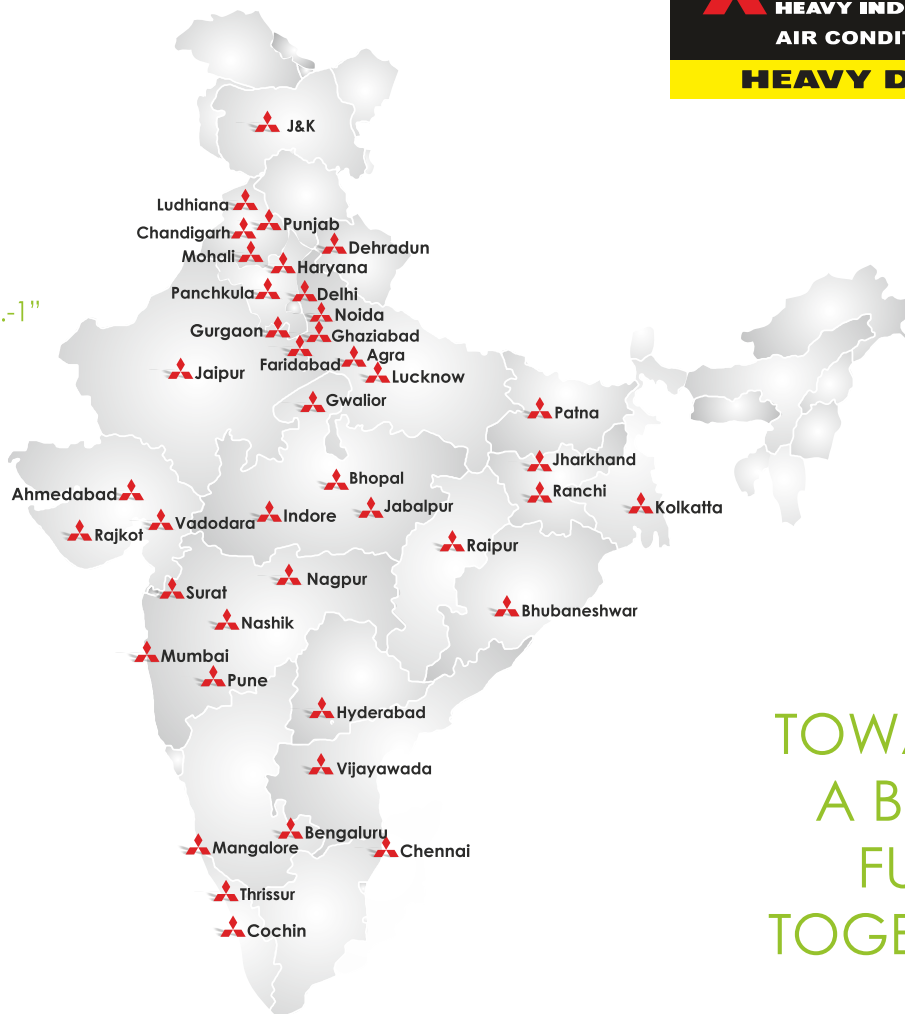 HEAVY IND
AIR CONDIT
HEAVY D
J&K
Ludhiana
Punjab
Chandigarh
Dehradun
Mohali
Haryana
Panchkula
Delhi
.-1”
Noida
Gurgaon
Ghaziabad
Faridabad
Agra
Jaipur
Lucknow
Gwalior
Patna
Jharkhand
Bhopal
Ranchi
Ahmedabad
Jabalpur
Kolkatta
Vadodara
Indore
Rajkot
Raipur
Nagpur
Surat
Bhubaneshwar
Nashik
Mumbai
Pune
Hyderabad
Vijayawada
Bengaluru
Mangalore
Chennai
Thrissur
Cochin
TOWA
A B
FU
TOGE